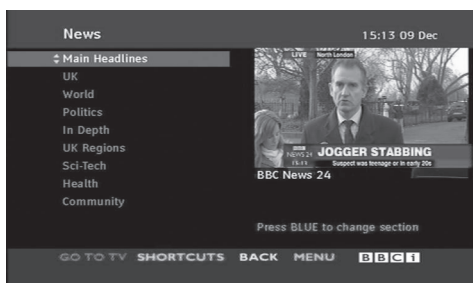 News
15:13 09 Dec
Main Headlines
UK
World
Politics
In Depth
UK Regions
Sci-Tech
Health
Community
LIVE North London
BBC
NEWS 24
15:13
JOGGER STABBING
Suspect was teenage or in early 20s
BBC News 24
Press BLUE to change section
GO TO TV SHORTCUTS BACK MENU BBCi